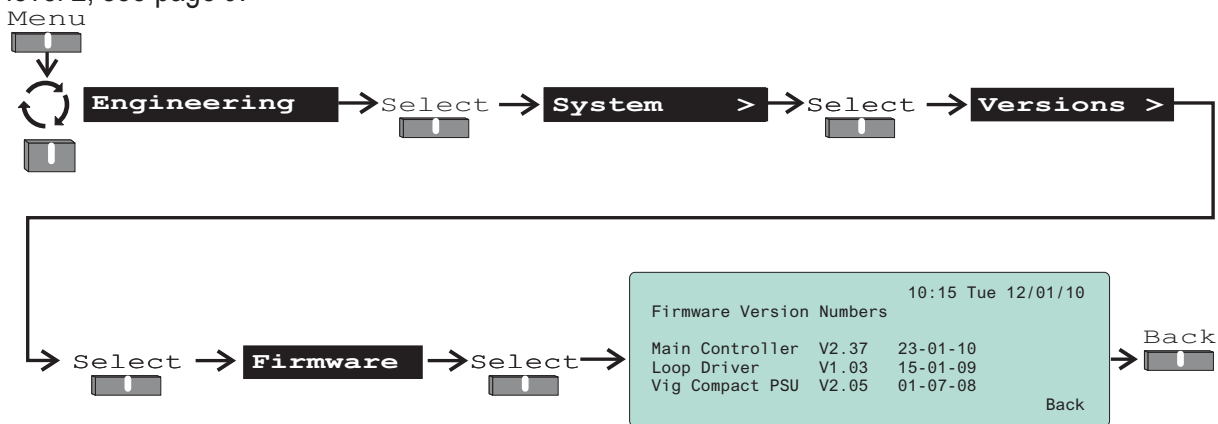 Menu
Engineering Select System > Select Versions >
Select Firmware Select
10:15 Tue 12/01/10
Firmware Version Numbers
Main Controller V2.37 23-01-10
Loop Driver V1.03 15-01-09
Vig Compact PSU V2.05 01-07-08
Back
Back